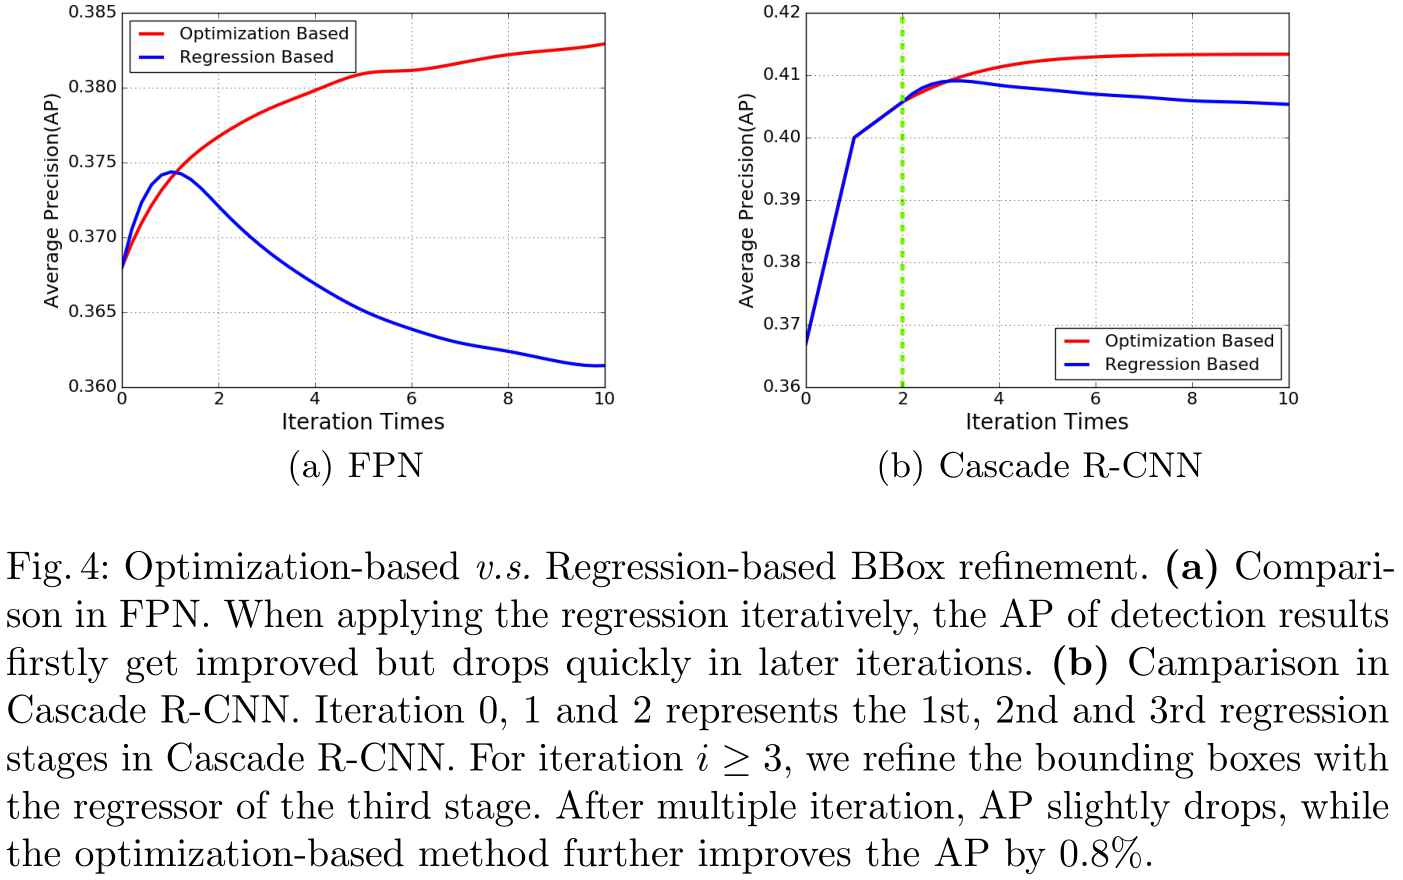 0.385
0.380
0.375
0.370
0.365
0.360
Average Precision(AP)
Optimization Based
Regression Based
0 2 4 6 8 10
Iteration Times
(a) FPN
0.42
0.41
0.40
0.39
0.38
0.37
0.36
Average Precision(AP)
Optimization Based
Regression Based
0 2 4 6 8 10
Iteration Times
(b) Cascade R-CNN
Fig. 4: Optimization-based v.s. Regression-based BBox refinement. (a) Compari-
son in FPN. When applying the regression iteratively, the AP of detection results
firstly get improved but drops quickly in later iterations. (b) Camparison in
Cascade R-CNN. Iteration 0, 1 and 2 represents the 1st, 2nd and 3rd regression
stages in Cascade R-CNN. For iteration i ≥ 3, we refine the bounding boxes with
the regressor of the third stage. After multiple iteration, AP slightly drops, while
the optimization-based method further improves the AP by 0.8%.